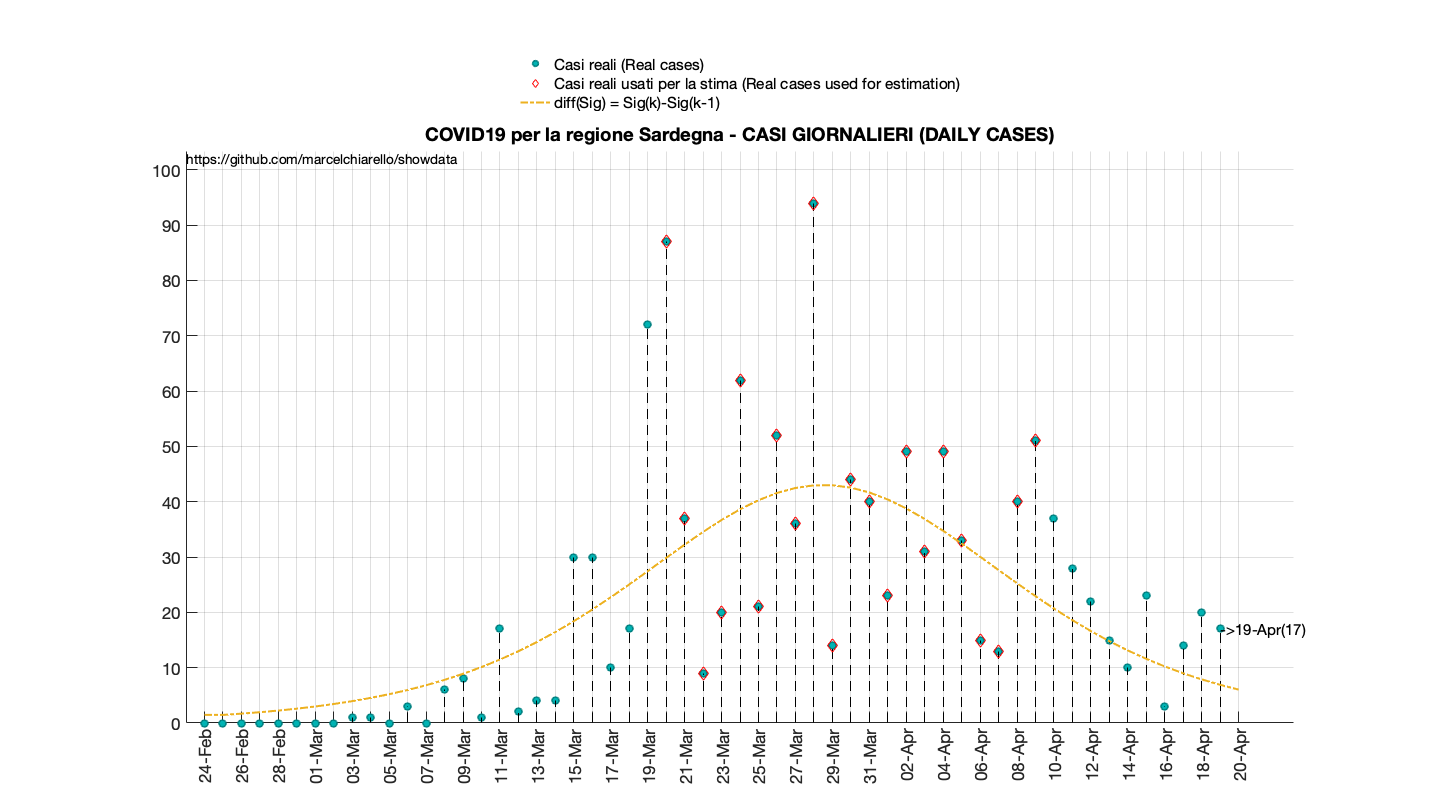 Casi reali (Real cases)
Casi reali usati per la stima (Real cases used for estimation)
diff(Sig) = Sig(k)-Sig(k-1)
COVID19 per la regione Sardegna - CASI GIORNALIERI (DAILY CASES)
https://github.com/marcelchiarello/showdata
100
90
80
70
60
50
40
30
20
10
0
->19-Apr(17)
24-Feb
26-Feb
28-Feb
01-Mar
03-Mar
05-Mar
07-Mar
09-Mar
11-Mar
13-Mar
15-Mar
17-Mar
19-Mar
21-Mar
23-Mar
25-Mar
27-Mar
29-Mar
31-Mar
02-Apr
04-Apr
06-Apr
08-Apr
10-Apr
12-Apr
14-Apr
16-Apr
18-Apr
20-Apr